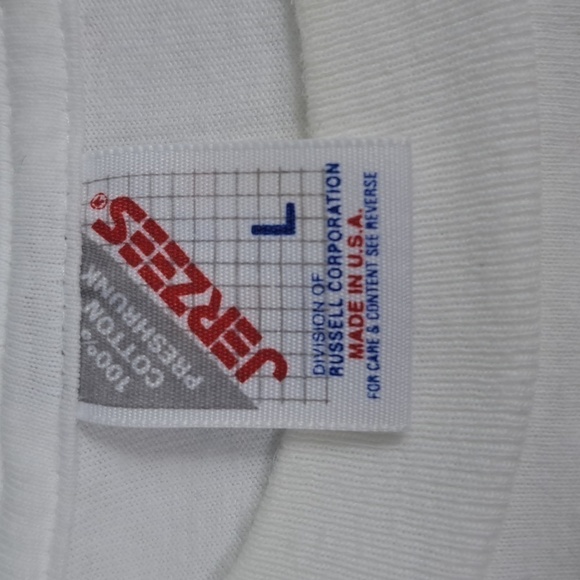 100%
COTTON
PRESHRUNK
JERZEES®
L
DIVISION OF
RUSSELL CORPORATION
MADE IN U.S.A.
FOR CARE & CONTENT SEE REVERSE